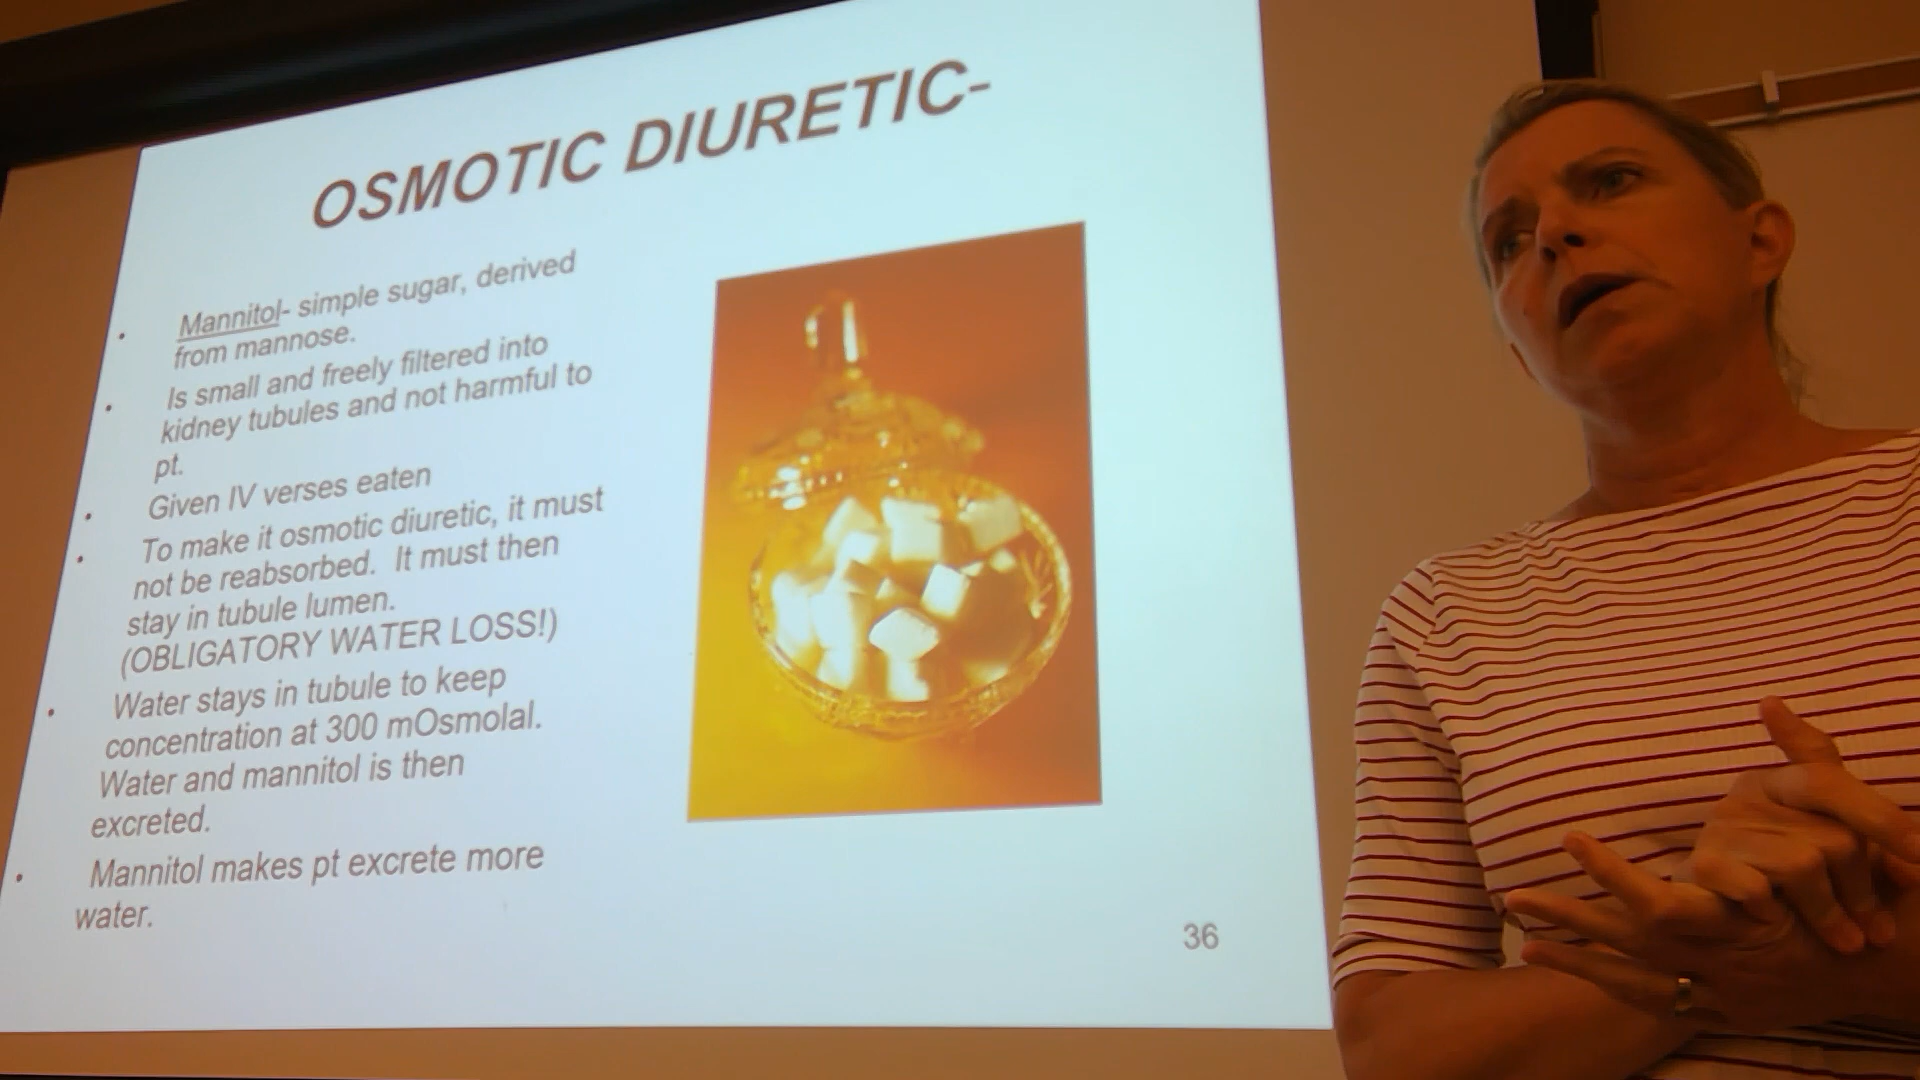 OSMOTIC DIURETIC-
• Mannitol- simple sugar, derived
from mannose.
• Is small and freely filtered into
kidney tubules and not harmful to
pt.
• Given IV verses eaten
• To make it osmotic diuretic, it must
not be reabsorbed. It must then
stay in tubule lumen.
(OBLIGATORY WATER LOSS!)
• Water stays in tubule to keep
concentration at 300 mOsmolal.
Water and mannitol is then
excreted.
• Mannitol makes pt excrete more
water.
36